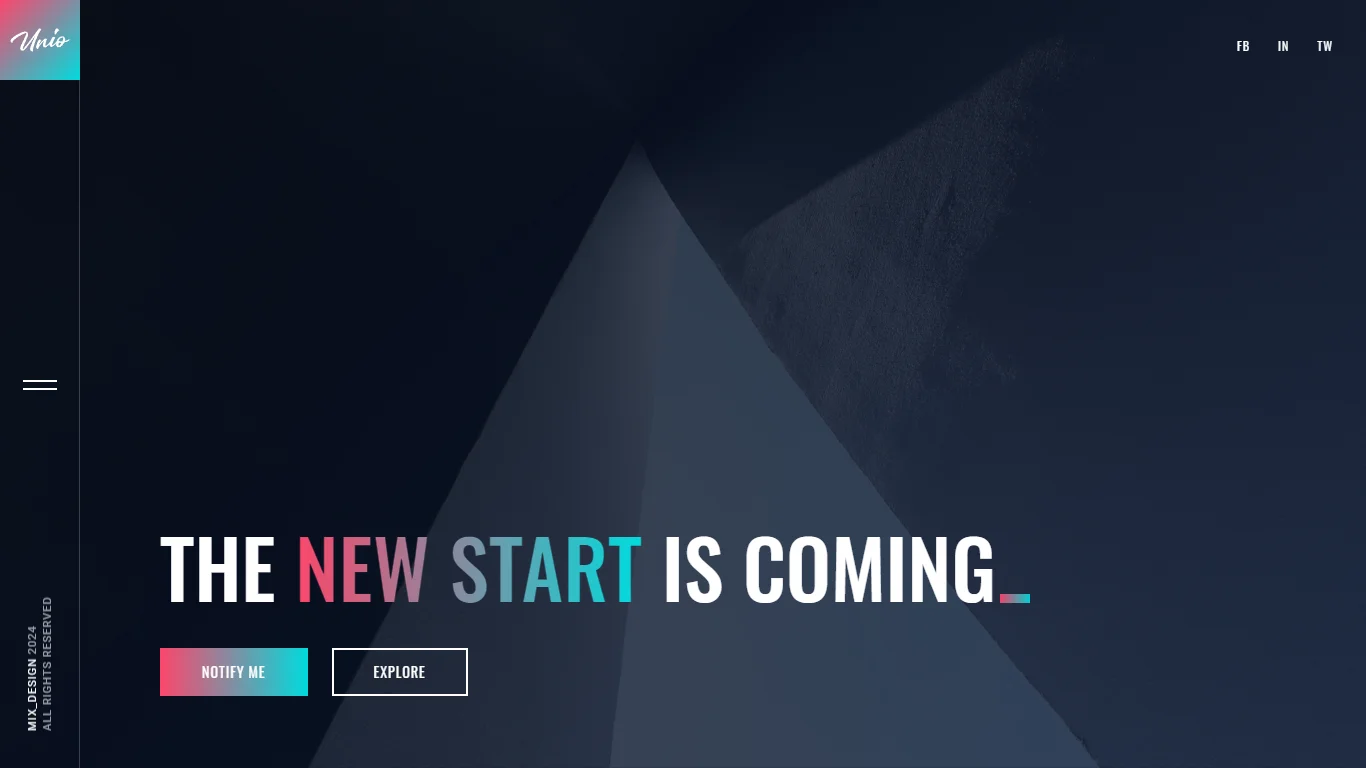 Unio
FB IN TW
THE NEW START IS COMING_
NOTIFY ME
EXPLORE
MIX_DESIGN 2024
ALL RIGHTS RESERVED